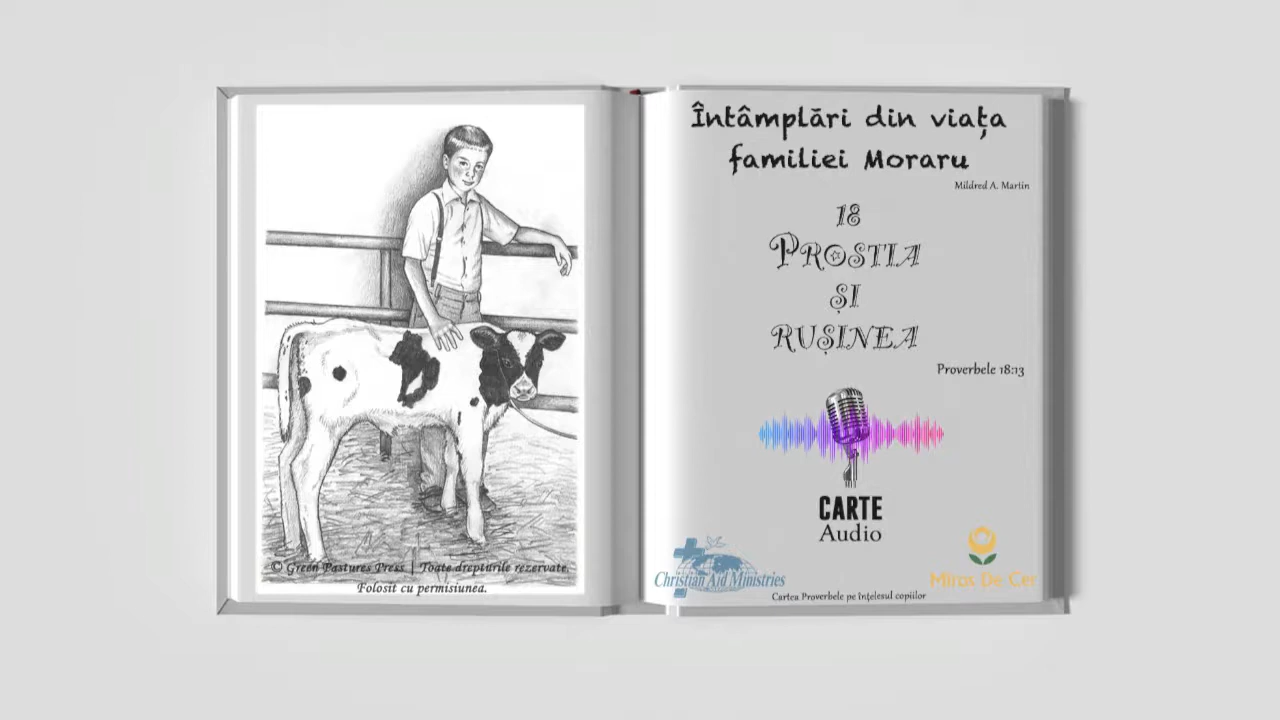 © Green Pastures Press | Toate drepturile rezervate.
Folosit cu permisiunea.
Întâmplări din viața
familiei Moraru
Mildred A. Martin
18
PROSTIA
ȘI
RUȘINEA
Proverbele 18:13
CARTE
Audio
Christian Aid Ministries
Miros De Cer
Cartea Proverbele pe înțelesul copiilor